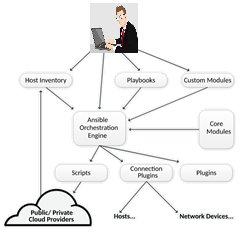 Host Inventory
Playbooks
Custom Modules
Ansible
Orchestration
Engine
Core
Modules
Scripts
Connection
Plugins
Plugins
Public/ Private
Cloud Providers
Hosts...
Network Devices...